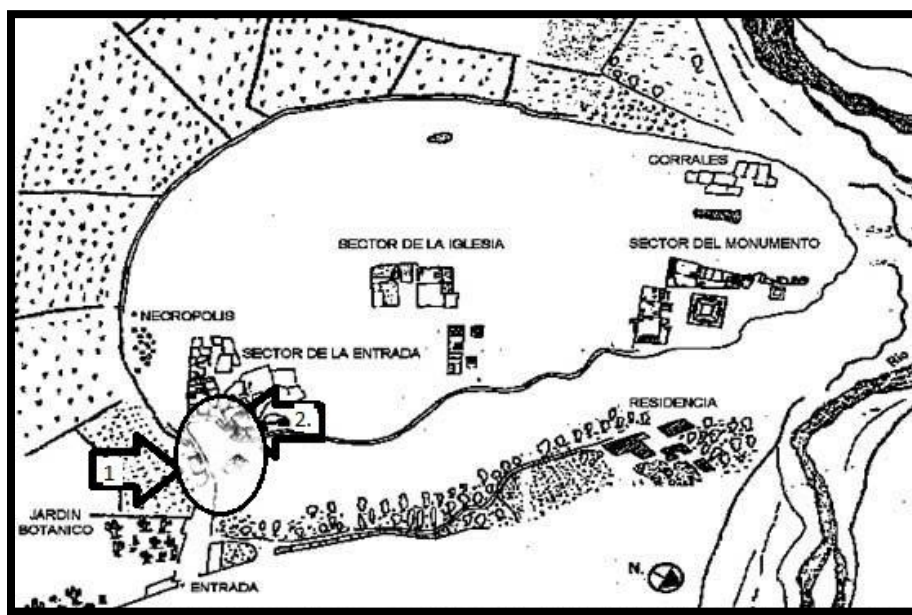 CORRALES
SECTOR DE LA IGLESIA
SECTOR DEL MONUMENTO
NECROPOLIS
SECTOR DE LA ENTRADA
2.
RESIDENCIA
Rio
1
JARDIN
BOTANICO
ENTRADA
N.